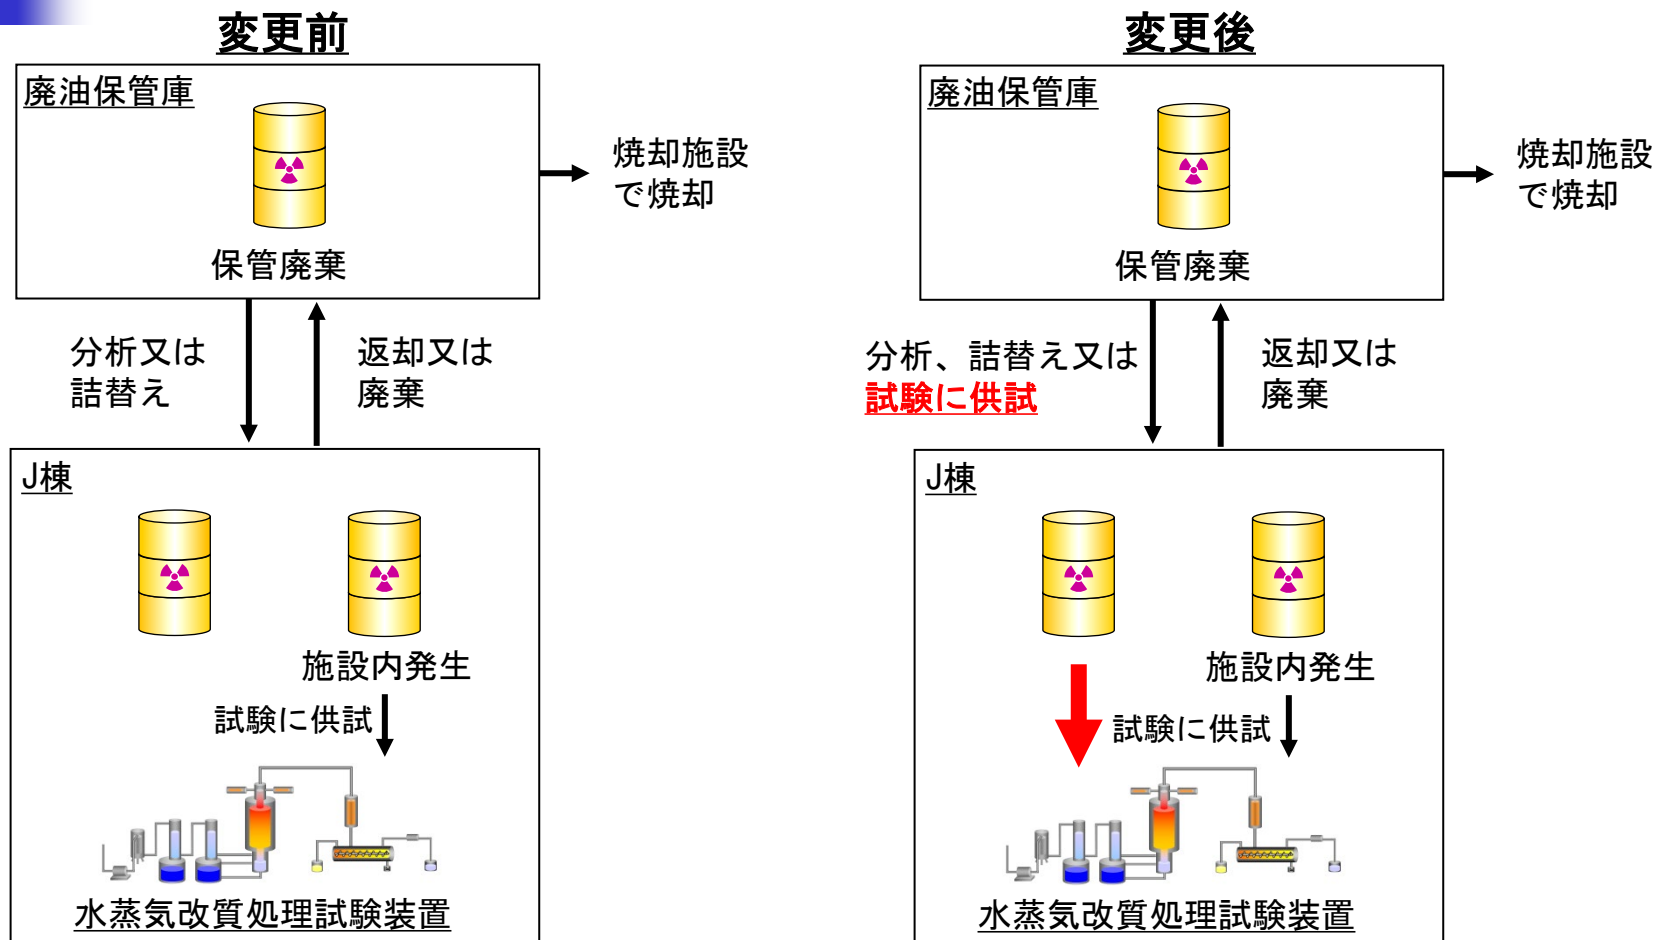 変更前
廃油保管庫
保管廃棄
焼却施設
で焼却
分析又は
詰替え
返却又は
廃棄
J棟
施設内発生
試験に供試
水蒸気改質処理試験装置
変更後
廃油保管庫
保管廃棄
焼却施設
で焼却
分析、詰替え又は
試験に供試
返却又は
廃棄
J棟
施設内発生
試験に供試
水蒸気改質処理試験装置